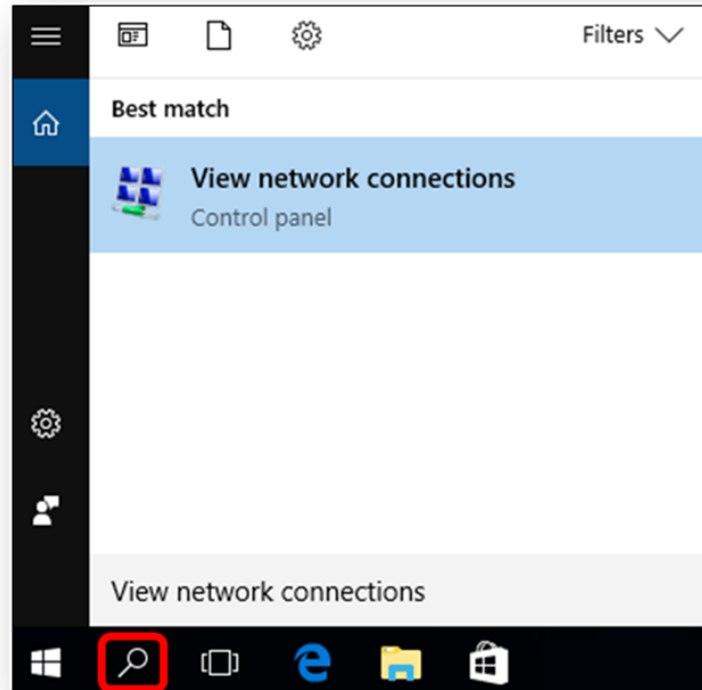 Filters
Best match
View network connections
Control panel
View network connections